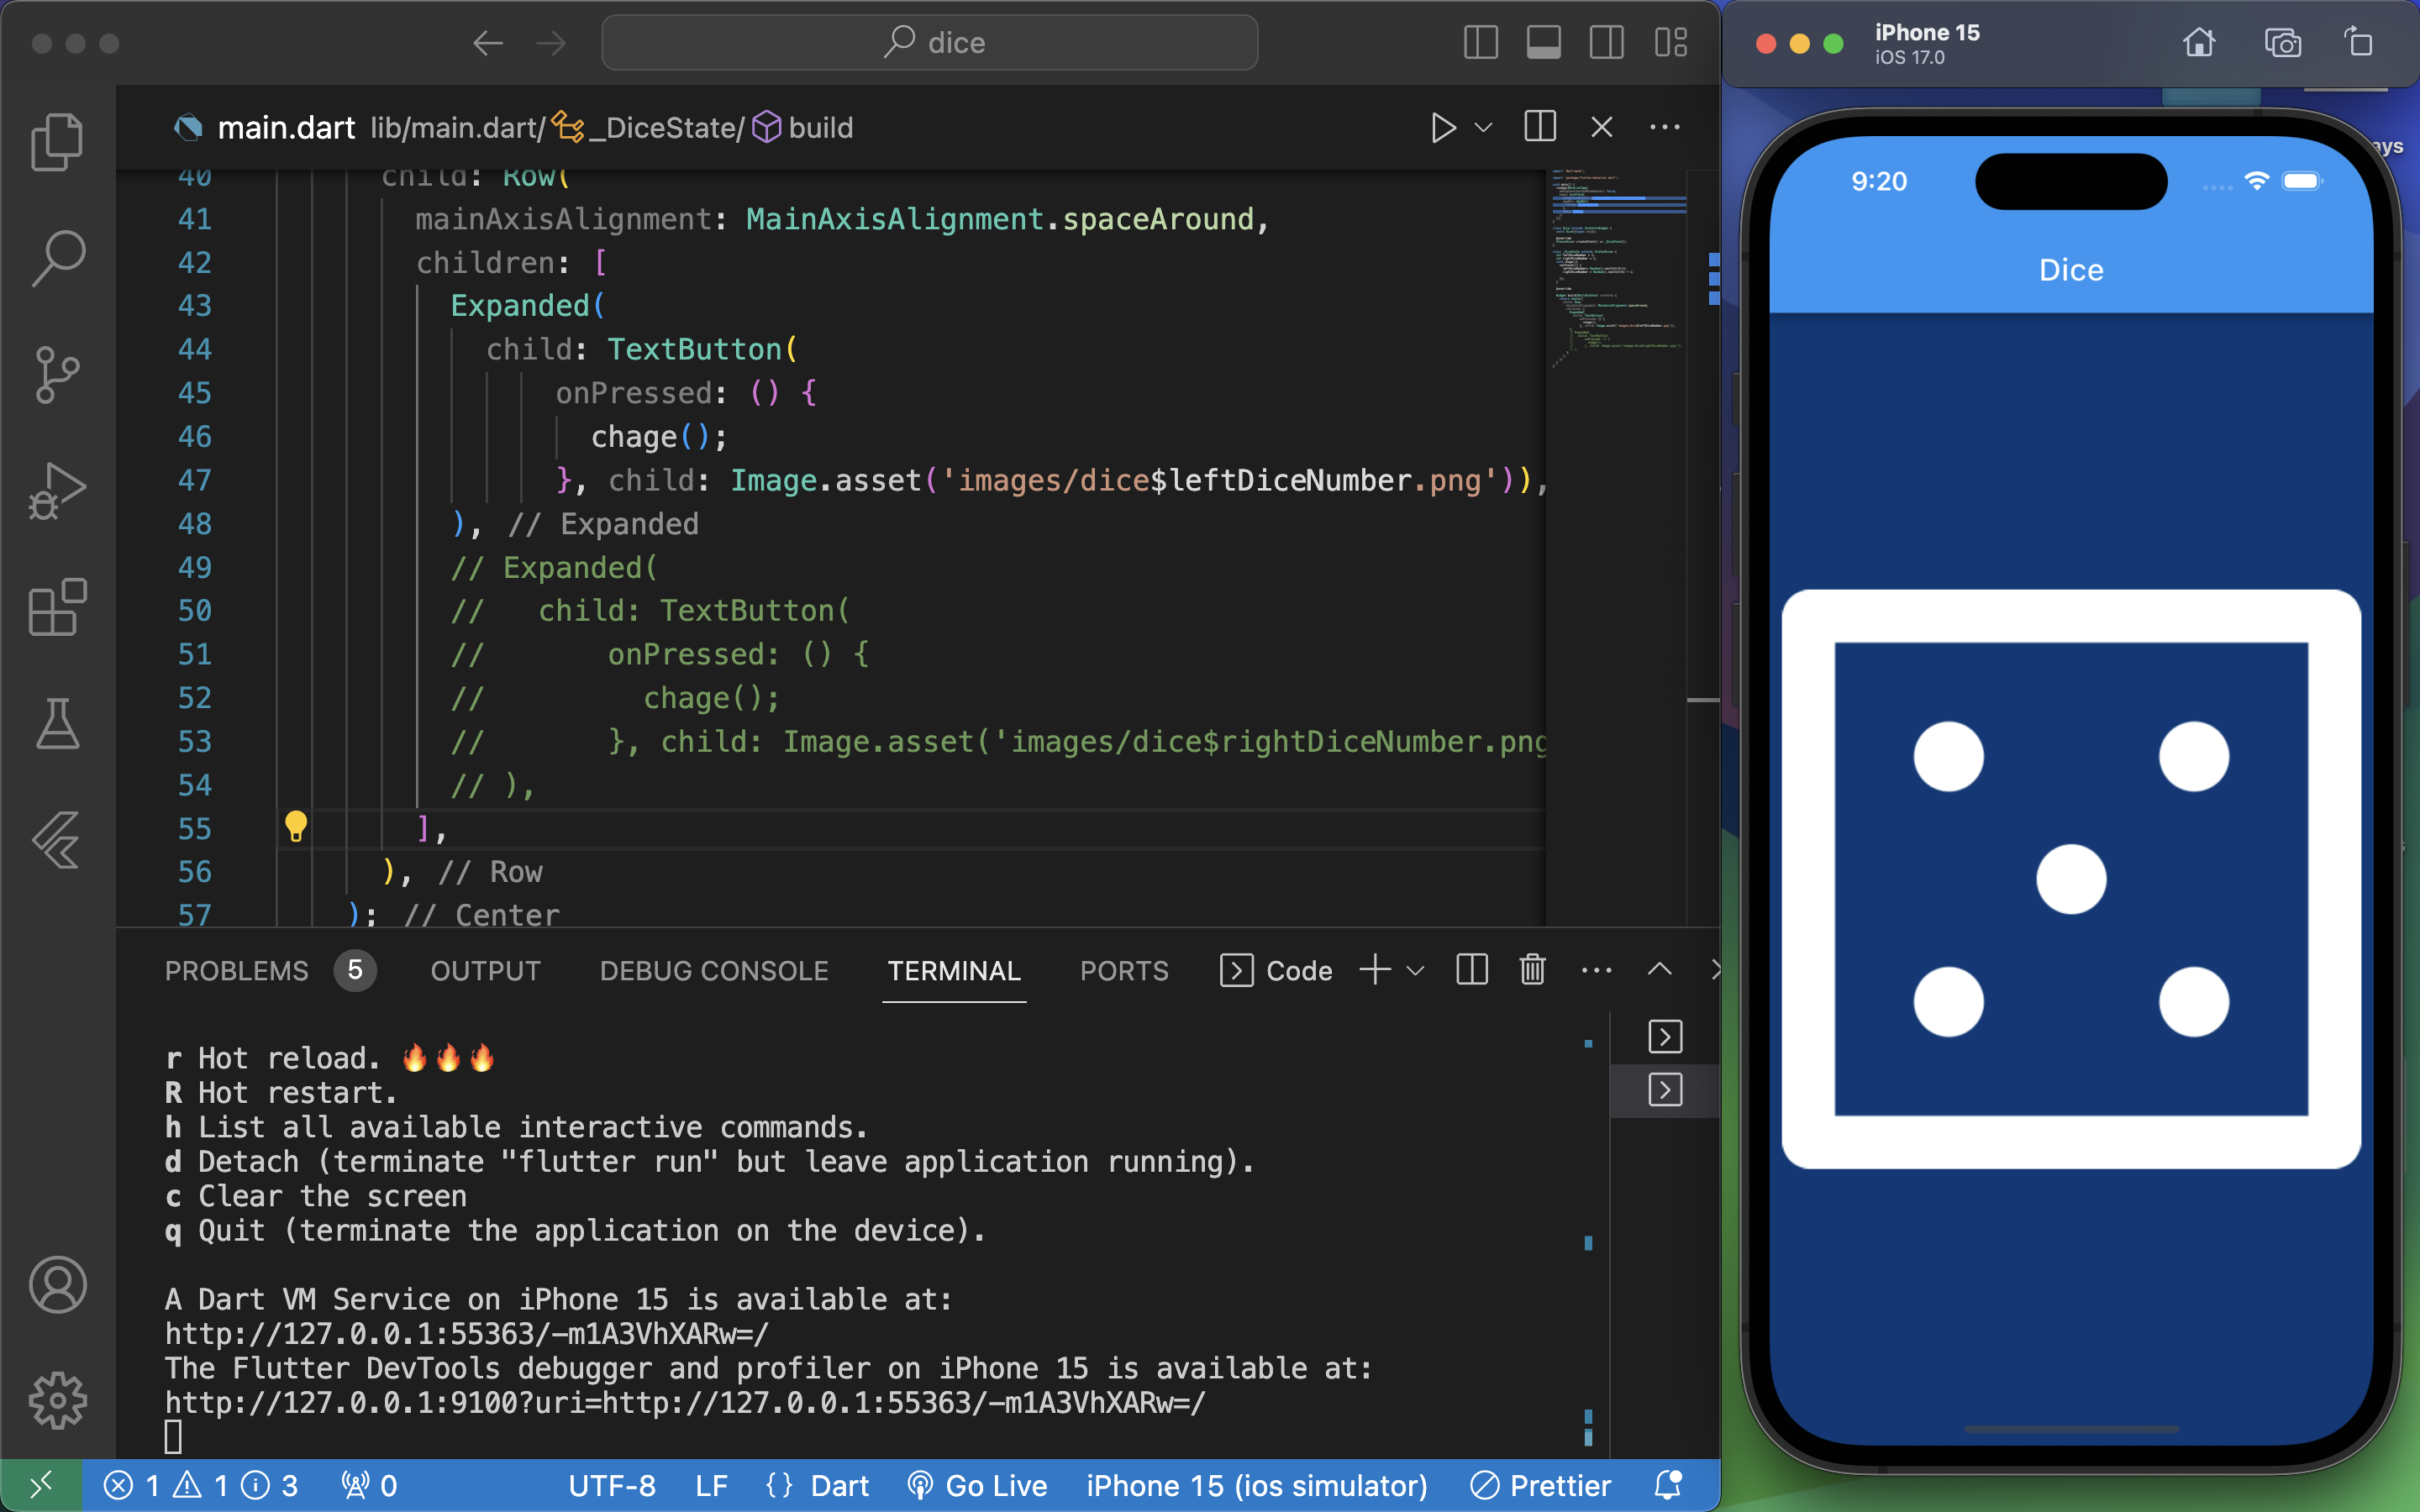 dice
main.dart lib/main.dart/ _DiceState/ build
40 child: Row(
41 mainAxisAlignment: MainAxisAlignment.spaceAround,
42 children: [
43 Expanded(
44 child: TextButton(
45 onPressed: () {
46 chage();
47 }, child: Image.asset('images/dice$leftDiceNumber.png')),
48 ), // Expanded
49 // Expanded(
50 // child: TextButton(
51 // onPressed: () {
52 // chage();
53 // }, child: Image.asset('images/dice$rightDiceNumber.png
54 // ),
55 ],
56 ), // Row
57 ); // Center
PROBLEMS 5 OUTPUT DEBUG CONSOLE TERMINAL PORTS Code
r Hot reload. 🔥🔥🔥
R Hot restart.
h List all available interactive commands.
d Detach (terminate "flutter run" but leave application running).
c Clear the screen
q Quit (terminate the application on the device).
A Dart VM Service on iPhone 15 is available at:
http://127.0.0.1:55363/-m1A3VhXARw=/
The Flutter DevTools debugger and profiler on iPhone 15 is available at:
http://127.0.0.1:9100?uri=http://127.0.0.1:55363/-m1A3VhXARw=/
1 1 3 0 UTF-8 LF {} Dart Go Live iPhone 15 (ios simulator) Prettier
iPhone 15
iOS 17.0
ays
9:20
Dice